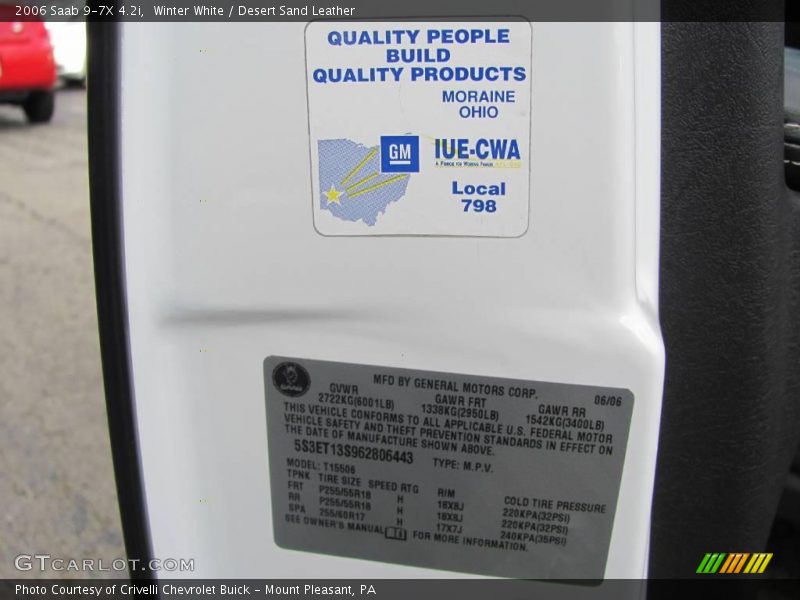 2006 Saab 9-7X 4.2i, Winter White / Desert Sand Leather
QUALITY PEOPLE
BUILD
QUALITY PRODUCTS
MORAINE
OHIO
GM
IUE-CWA
Local
798
MFD BY GENERAL MOTORS CORP. 06/06
GVWR GAWR FRT GAWR RR
2722KG(6001LB) 1338KG(2950LB) 1542KG(3400LB)
THIS VEHICLE CONFORMS TO ALL APPLICABLE U.S. FEDERAL MOTOR
VEHICLE SAFETY AND THEFT PREVENTION STANDARDS IN EFFECT ON
THE DATE OF MANUFACTURE SHOWN ABOVE.
5S3ET13S962806443 TYPE: M.P.V.
MODEL: T15506
TPNK TIRE SIZE SPEED RTG RIM COLD TIRE PRESSURE
FRT P255/55R18 H 18X8J 220KPA(32PSI)
RR P255/55R18 H 18X8J 220KPA(32PSI)
SPA 255/60R17 H 17X7J 240KPA(35PSI)
SEE OWNER'S MANUAL FOR MORE INFORMATION.
GTCARLOT.COM
Photo Courtesy of Crivelli Chevrolet Buick - Mount Pleasant, PA